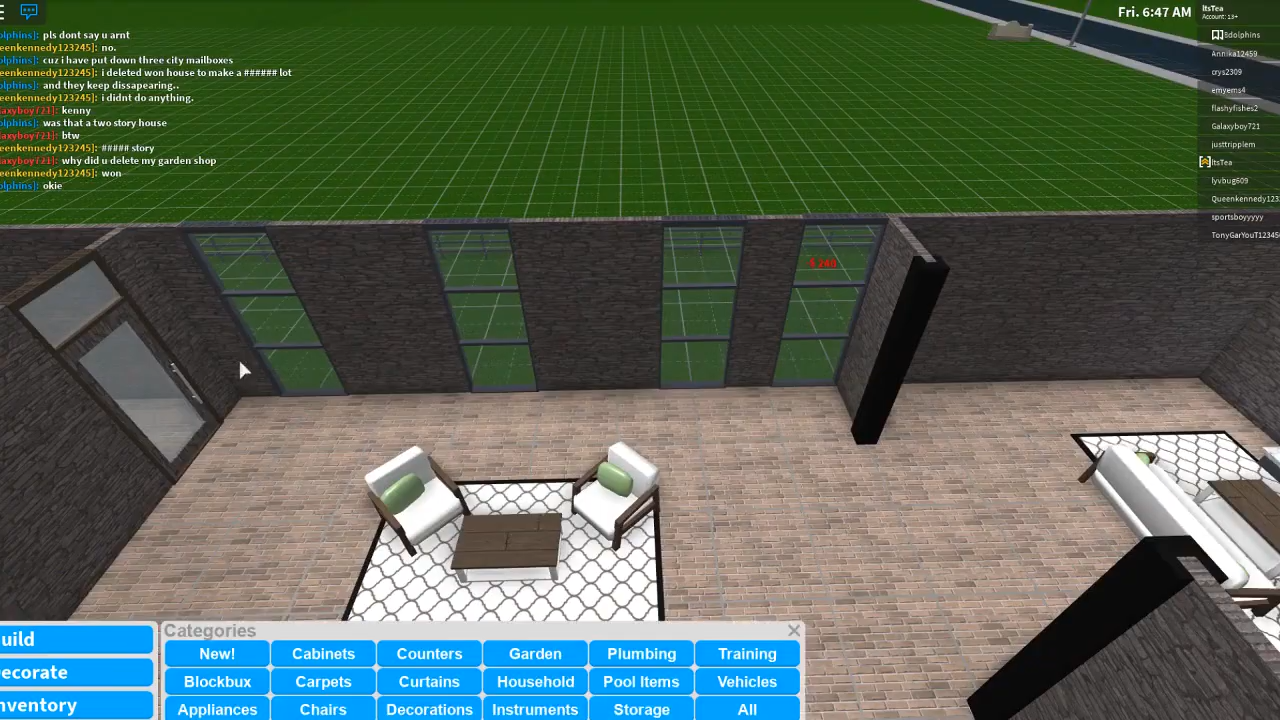 olphins]: pls dont say u arnt
eenkennedy123245]: no.
olphins]: cuz i have put down three city mailboxes
eenkennedy123245]: i deleted won house to make a ###### lot
olphins]: and they keep dissapearing..
eenkennedy123245]: i didnt do anything.
laxyboy721]: kenny
olphins]: was that a two story house
laxyboy721]: btw
eenkennedy123245]: ##### story
laxyboy721]: why did u delete my garden shop
eenkennedy123245]: won
olphins]: okie
Fri. 6:47 AM
ItsTea
Account: 13+
8dolphins
Annika12459
crys2309
emyems4
flashyfishes2
Galaxyboy721
justtripplem
ItsTea
lyvbug609
Queenkennedy123
sportsboyyyyy
TonyGarYouT123456
$ 240
uild
ecorate
nventory
Categories
New! Cabinets Counters Garden Plumbing Training
Blockbux Carpets Curtains Household Pool Items Vehicles
Appliances Chairs Decorations Instruments Storage All